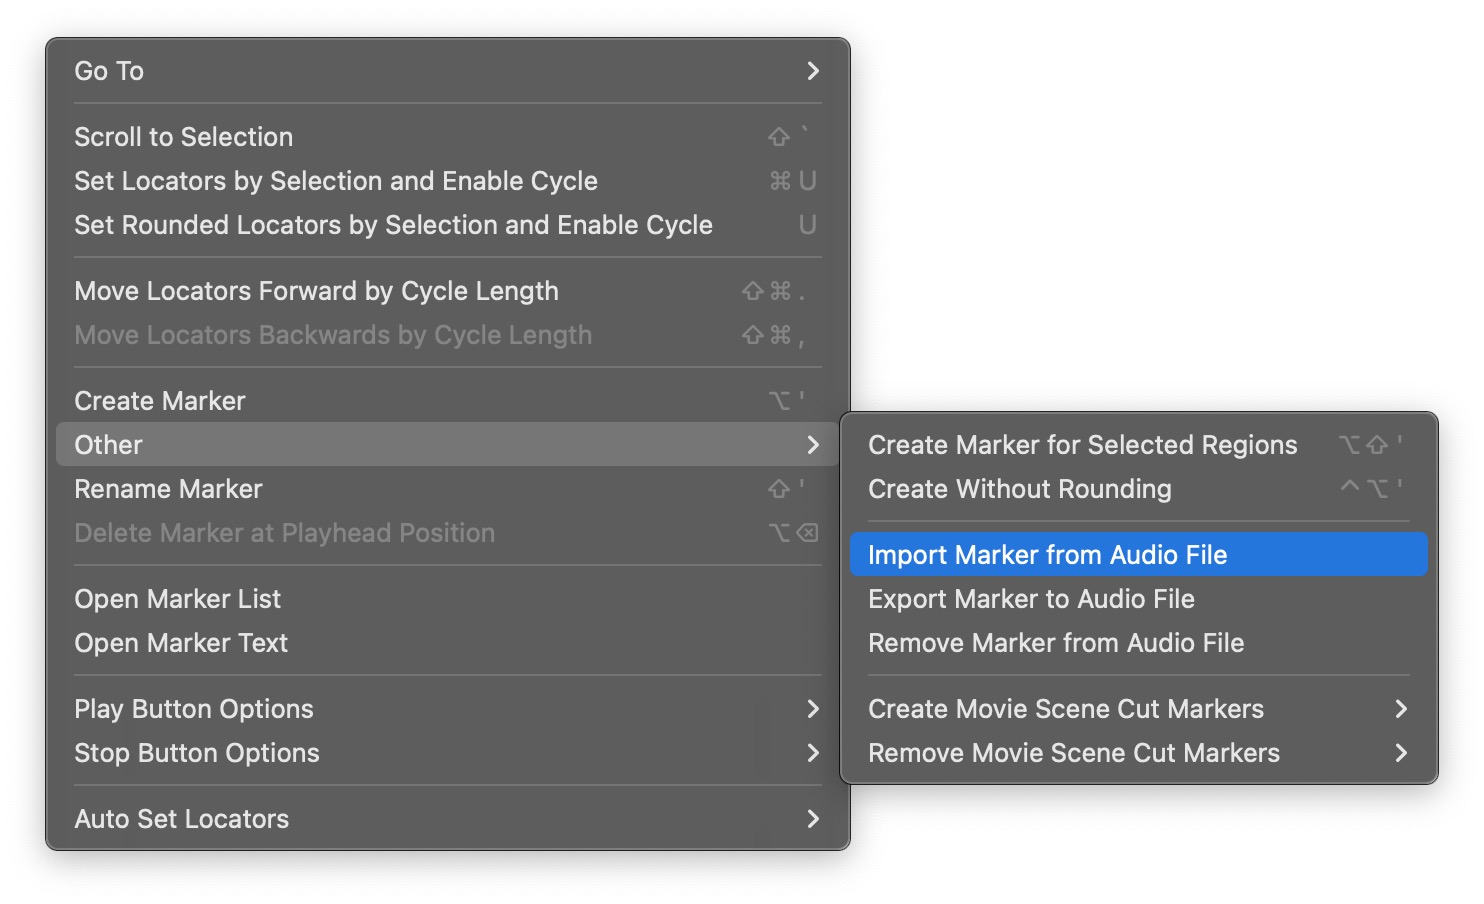 Go To
Scroll to Selection ⇧ `
Set Locators by Selection and Enable Cycle ⌘ U
Set Rounded Locators by Selection and Enable Cycle U
Move Locators Forward by Cycle Length ⇧ ⌘ .
Move Locators Backwards by Cycle Length ⇧ ⌘ ,
Create Marker ⌥ '
Other
Rename Marker ⇧ '
Delete Marker at Playhead Position ⌥ ⌫
Open Marker List
Open Marker Text
Play Button Options
Stop Button Options
Auto Set Locators
Create Marker for Selected Regions ⌥ ⇧ '
Create Without Rounding ^ ⌥ '
Import Marker from Audio File
Export Marker to Audio File
Remove Marker from Audio File
Create Movie Scene Cut Markers
Remove Movie Scene Cut Markers